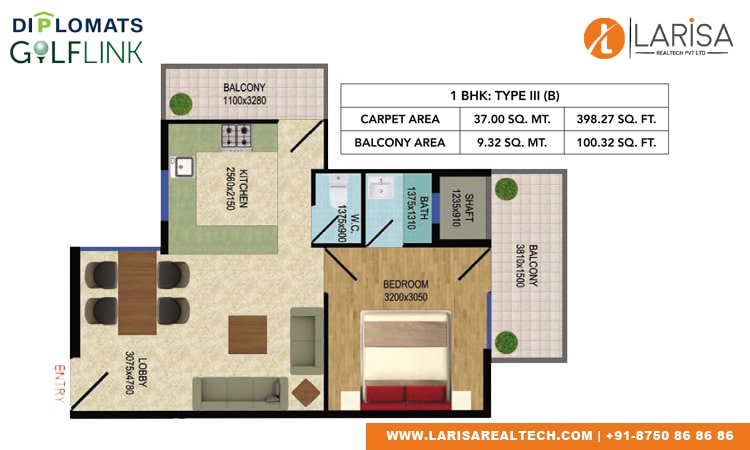 DIPLOMATS
GOLFLINK
LARiSA
REALTECH PVT LTD
1 BHK: TYPE III (B)
CARPET AREA 37.00 SQ. MT. 398.27 SQ. FT.
BALCONY AREA 9.32 SQ. MT. 100.32 SQ. FT.
BALCONY
1100x3280
KITCHEN
2560x2150
W.C.
1375x900
BATH
1375x1310
SHAFT
1235x910
BALCONY
3810x1500
BEDROOM
3200x3050
LOBBY
3075x4780
ENTRY
WWW.LARISAREALTECH.COM | +91-8750 86 86 86